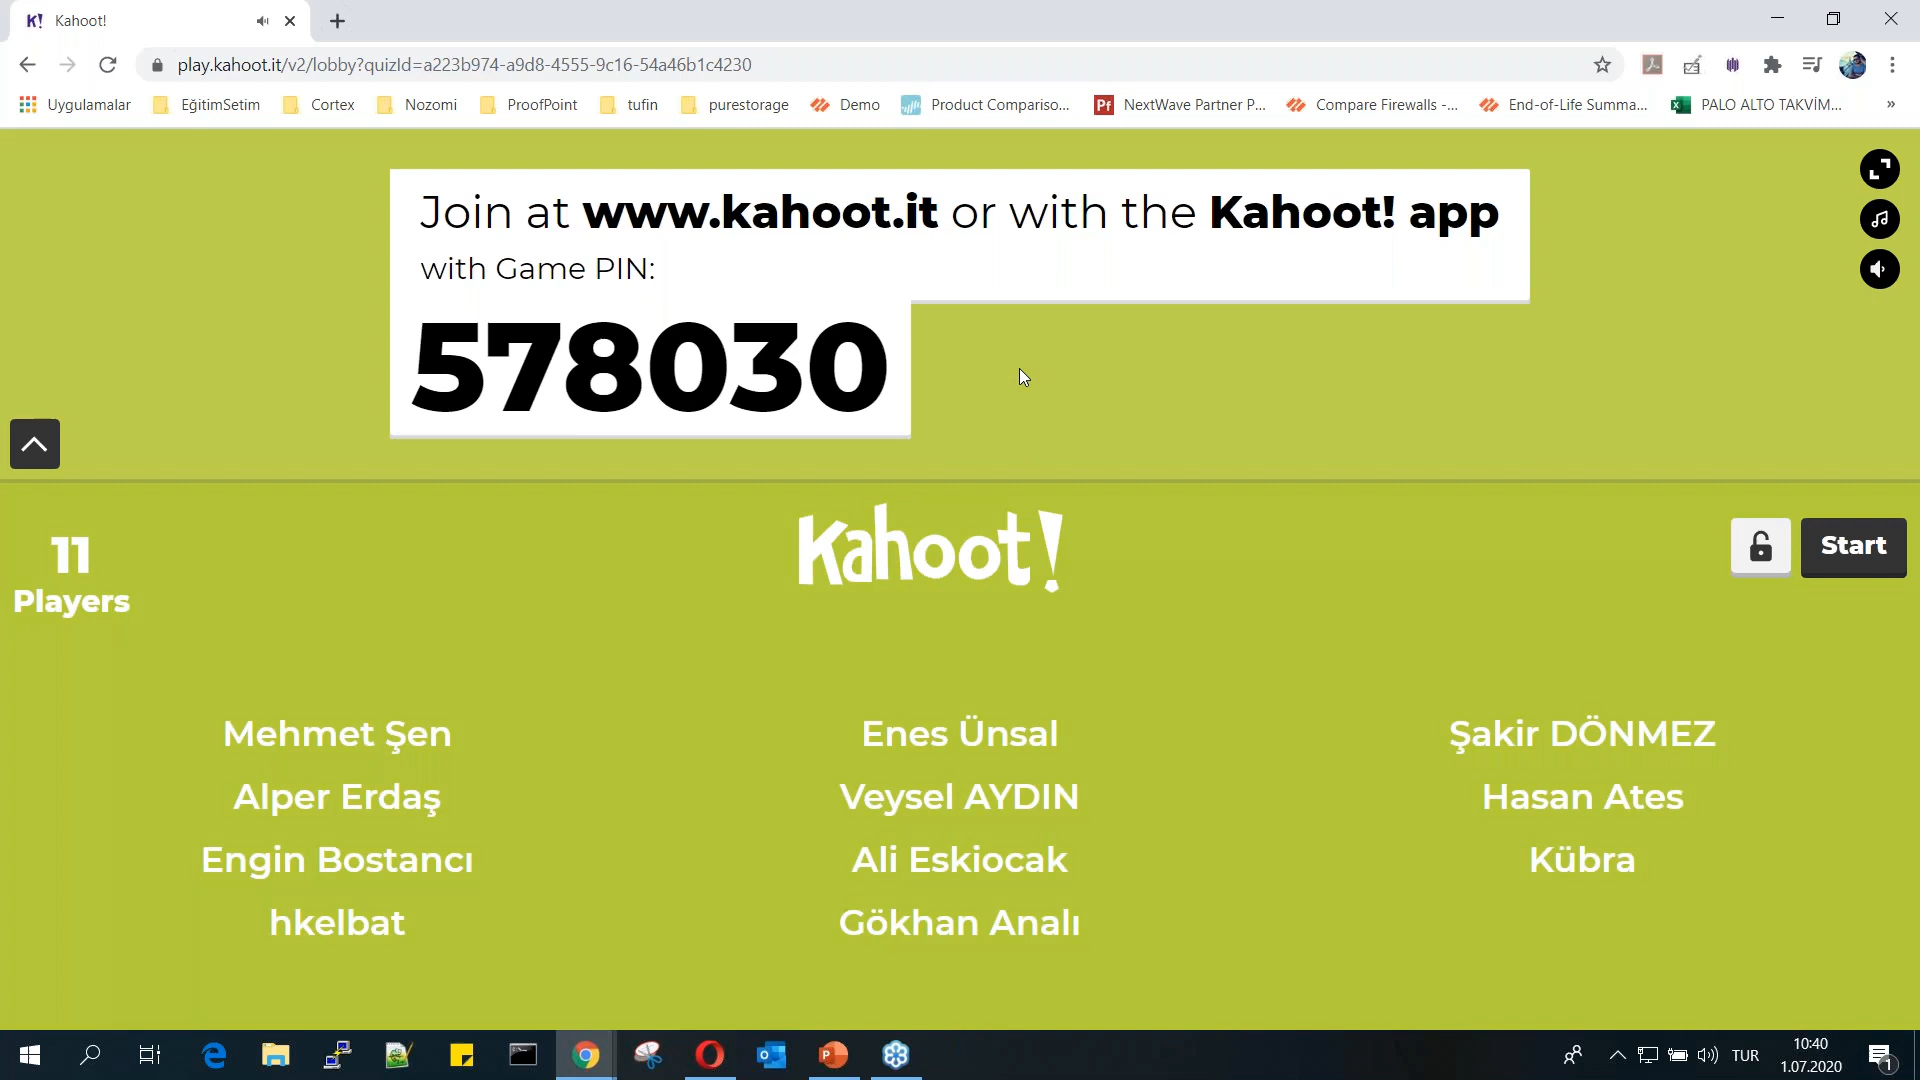 Kahoot!
play.kahoot.it/v2/lobby?quizId=a223b974-a9d8-4555-9c16-54a46b1c4230
Uygulamalar EğitimSetim Cortex Nozomi ProofPoint tufin purestorage Demo Product Compariso... NextWave Partner P... Compare Firewalls -... End-of-Life Summa... PALO ALTO TAKVİM... »
Join at www.kahoot.it or with the Kahoot! app
with Game PIN:
578030
11
Players
Kahoot!
Start
Mehmet Şen Enes Ünsal Şakir DÖNMEZ
Alper Erdaş Veysel AYDIN Hasan Ates
Engin Bostancı Ali Eskiocak Kübra
hkelbat Gökhan Analı
TUR
10:40
1.07.2020
1